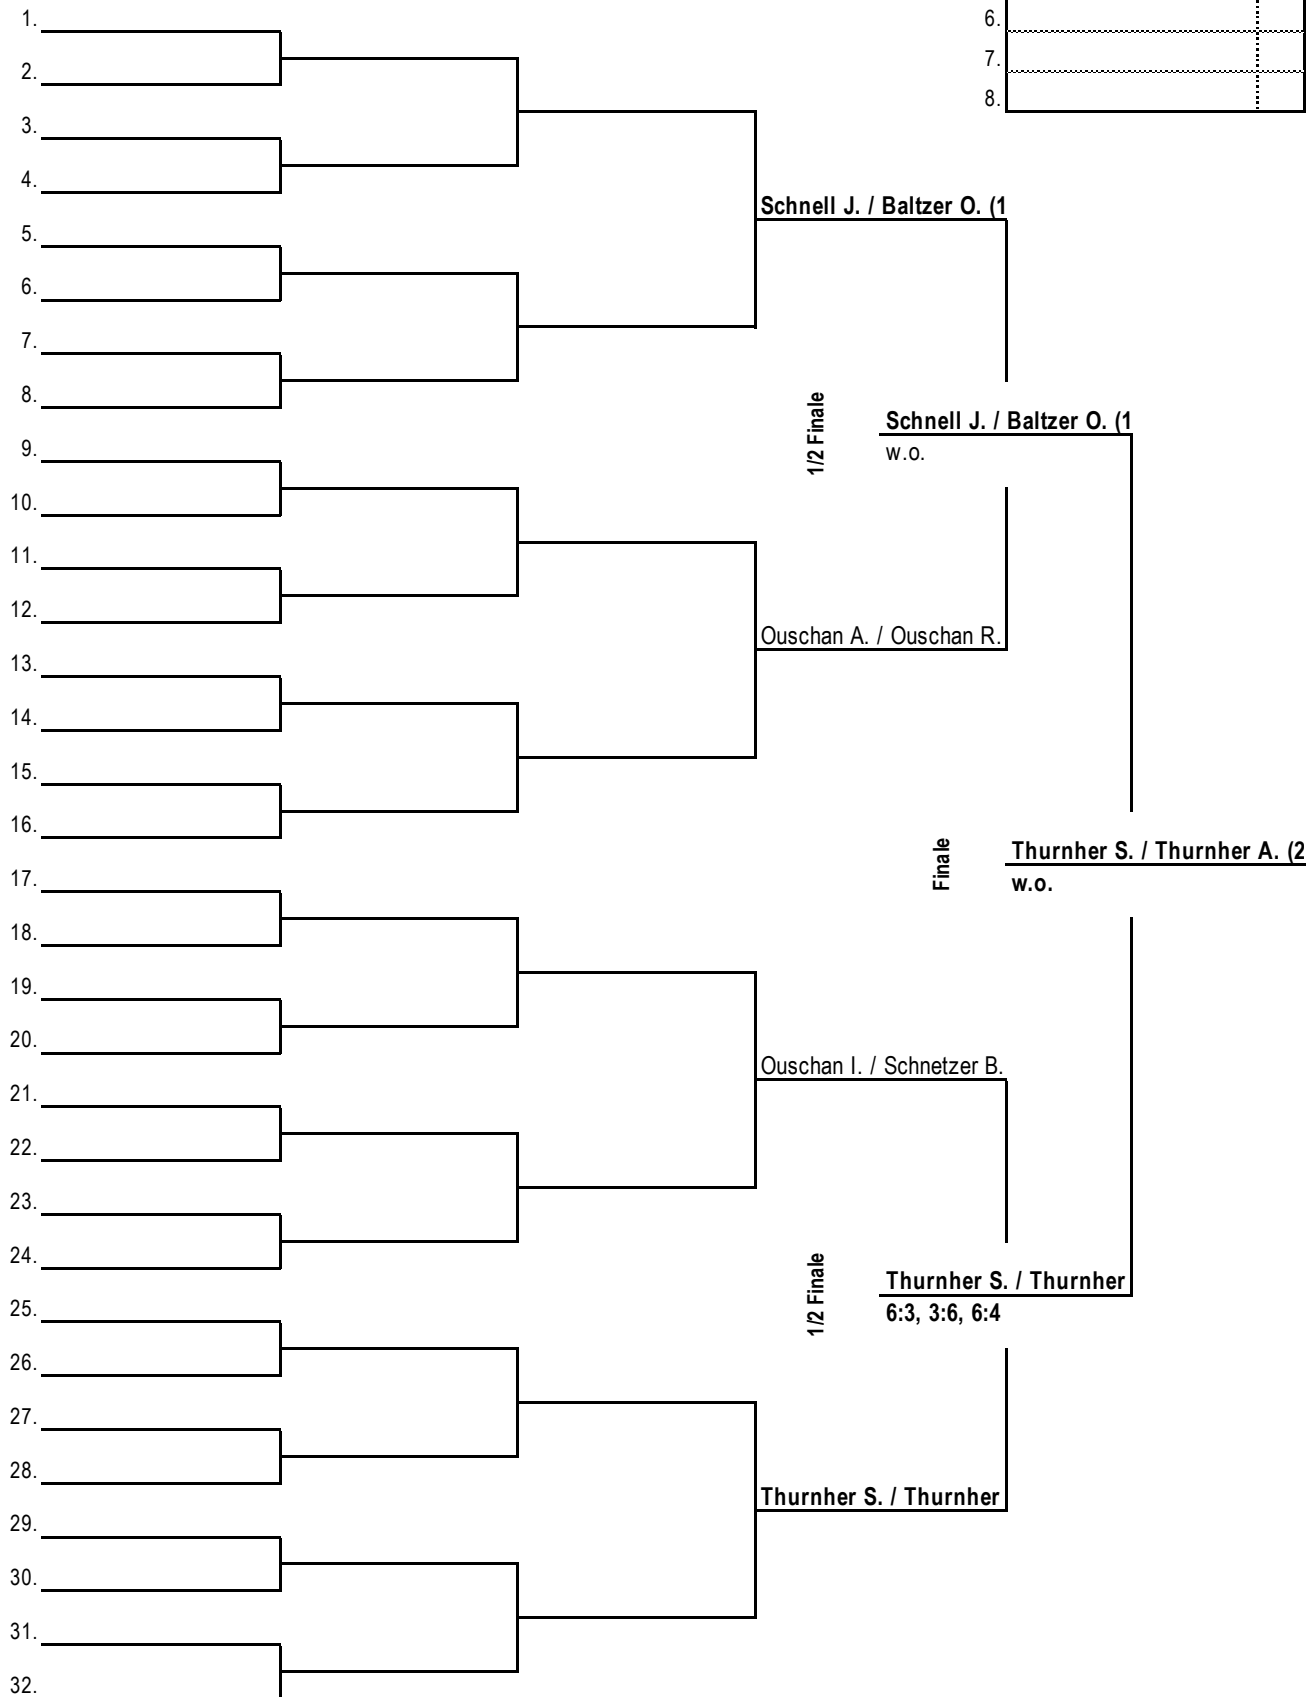 1.
6.
7.
2.
8.
3.
4.
Schnell J. / Baltzer O. (1
5.
6.
7.
8.
1/2 Finale
Schnell J. / Baltzer O. (1
9.
w.o.
10.
11.
12.
Ouschan A. / Ouschan R.
13.
14.
15.
16.
Finale
Thurnher S. / Thurnher A. (2
17.
w.o.
18.
19.
20.
Ouschan I. / Schnetzer B.
21.
22.
23.
24.
1/2 Finale
Thurnher S. / Thurnher
25.
6:3, 3:6, 6:4
26.
27.
28.
Thurnher S. / Thurnher
29.
30.
31.
32.